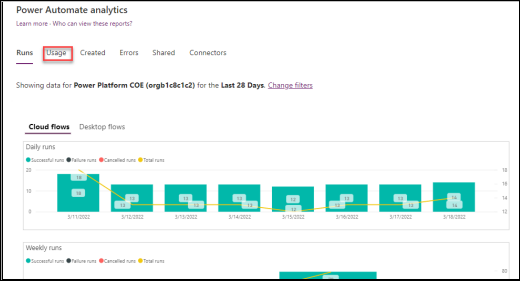 Power Automate analytics
Learn more · Who can view these reports?
Runs Usage Created Errors Shared Connectors
Showing data for Power Platform COE (orgb1c8c1c2) for the Last 28 Days. Change filters
Cloud flows Desktop flows
Daily runs
Successful runs Failure runs Cancelled runs Total runs
20 18
18 13 13 13 12 13 13 14
10 16
18 14
13 13 13 12 13 13 14
0 12
3/11/2022 3/12/2022 3/13/2022 3/14/2022 3/15/2022 3/16/2022 3/17/2022 3/18/2022
Weekly runs
Successful runs Failure runs Cancelled runs Total runs
80